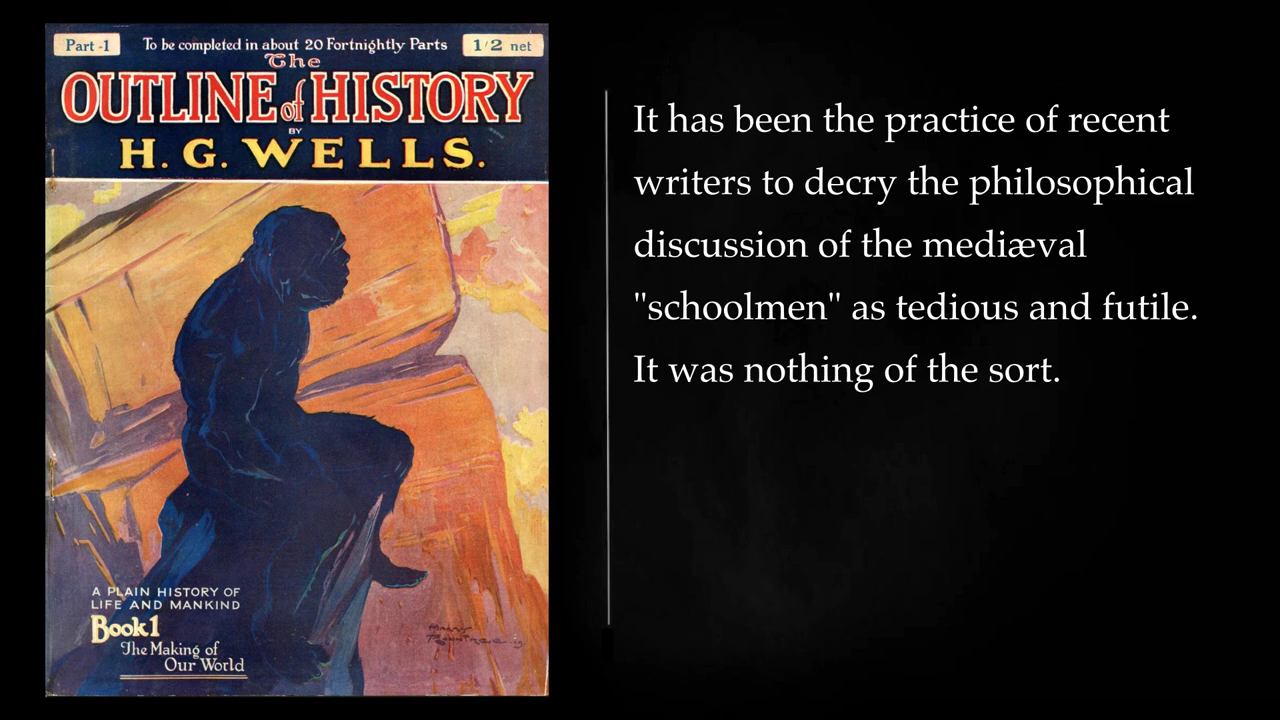 Part -1
To be completed in about 20 Fortnightly Parts
1/2 net
The
OUTLINE of HISTORY
BY
H. G. WELLS.
A PLAIN HISTORY OF
LIFE AND MANKIND
Book 1
The Making of
Our World
It has been the practice of recent
writers to decry the philosophical
discussion of the mediæval
"schoolmen" as tedious and futile.
It was nothing of the sort.